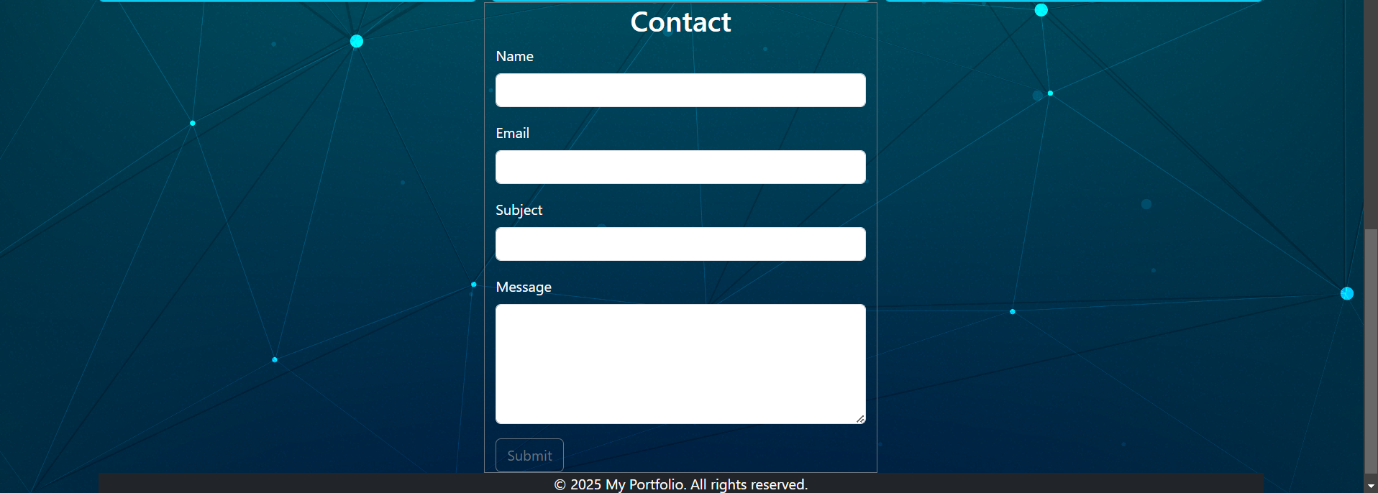 Contact
Name
Email
Subject
Message
Submit
© 2025 My Portfolio. All rights reserved.